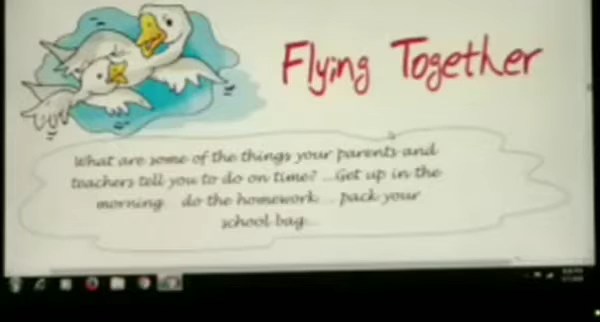 Flying Together
What are some of the things your parents and
teachers tell you to do on time? ...Get up in the
morning do the homework... pack your
school bag...